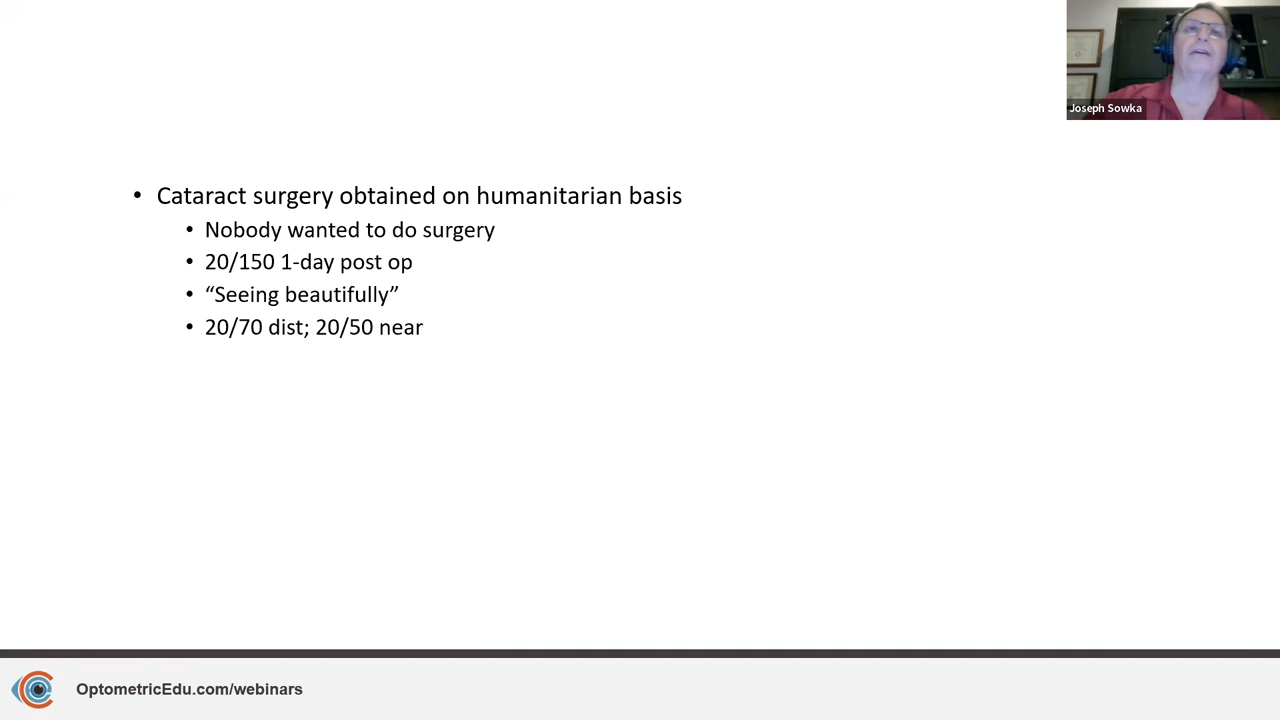 Joseph Sowka
• Cataract surgery obtained on humanitarian basis
• Nobody wanted to do surgery
• 20/150 1-day post op
• “Seeing beautifully”
• 20/70 dist; 20/50 near
OptometricEdu.com/webinars